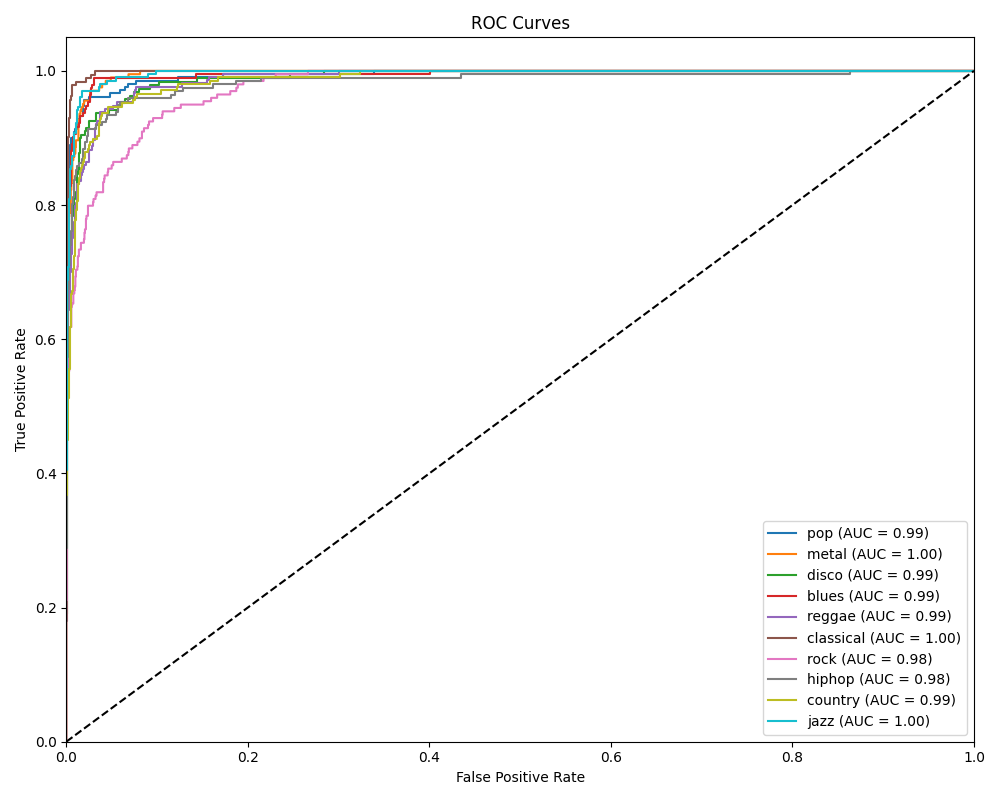 ROC Curves
True Positive Rate
1.0
0.8
0.6
0.4
0.2
0.0
pop (AUC = 0.99)
metal (AUC = 1.00)
disco (AUC = 0.99)
blues (AUC = 0.99)
reggae (AUC = 0.99)
classical (AUC = 1.00)
rock (AUC = 0.98)
hiphop (AUC = 0.98)
country (AUC = 0.99)
jazz (AUC = 1.00)
0.0 0.2 0.4 0.6 0.8 1.0
False Positive Rate